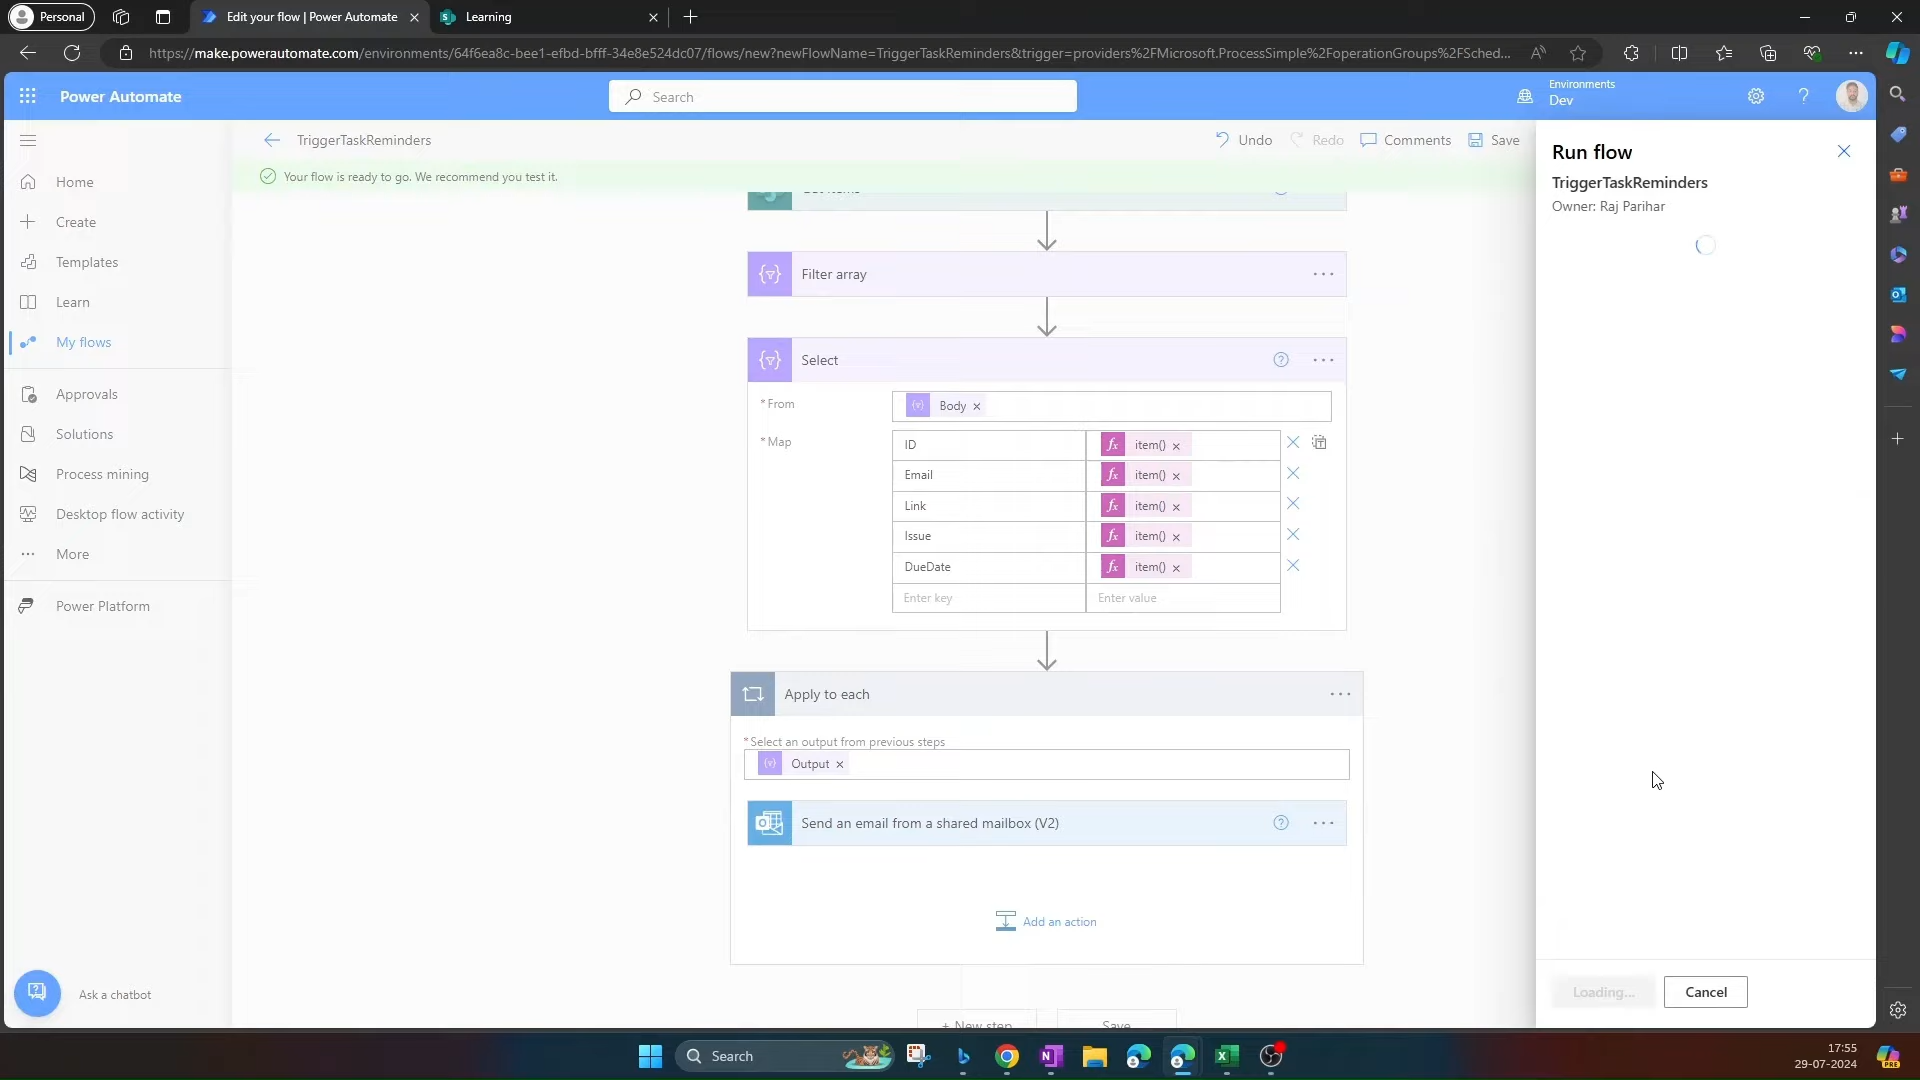 Personal
Edit your flow | Power Automate
Learning
https://make.powerautomate.com/environments/64f6ea8c-bee1-efbd-bfff-34e8e524dc07/flows/new?newFlowName=TriggerTaskReminders&trigger=providers%2FMicrosoft.ProcessSimple%2FoperationGroups%2FSched...
Power Automate
Search
Environments
Dev
TriggerTaskReminders
Undo
Redo
Comments
Save
Your flow is ready to go. We recommend you test it.
Home
Create
Templates
Learn
My flows
Approvals
Solutions
Process mining
Desktop flow activity
More
Power Platform
Ask a chatbot
Filter array
Select
*From
Body
*Map
ID
item()
Email
item()
Link
item()
Issue
item()
DueDate
item()
Enter key
Enter value
Apply to each
*Select an output from previous steps
Output
Send an email from a shared mailbox (V2)
Add an action
+ New step
Save
Run flow
TriggerTaskReminders
Owner: Raj Parihar
Loading...
Cancel
Search
17:55
29-07-2024